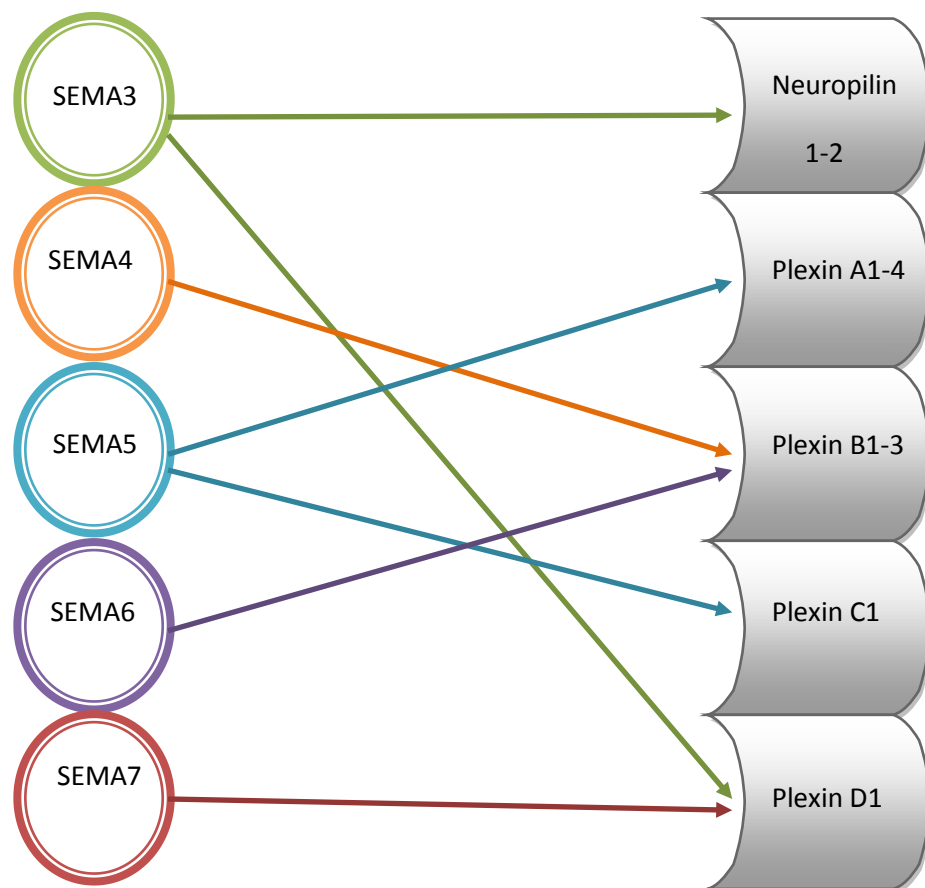 SEMA3
SEMA4
SEMA5
SEMA6
SEMA7
Neuropilin
1-2
Plexin A1-4
Plexin B1-3
Plexin C1
Plexin D1